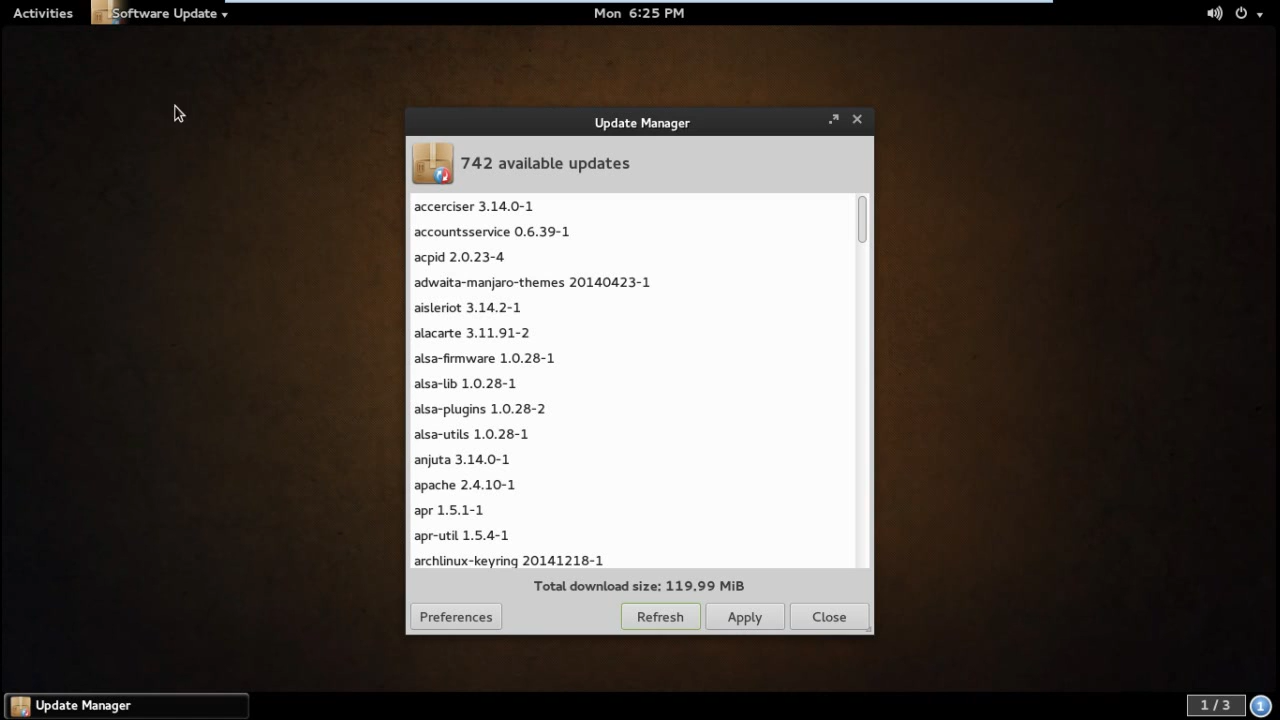 Activities Software Update Mon 6:25 PM
Update Manager
742 available updates
accerciser 3.14.0-1
accountsservice 0.6.39-1
acpid 2.0.23-4
adwaita-manjaro-themes 20140423-1
aisleriot 3.14.2-1
alacarte 3.11.91-2
alsa-firmware 1.0.28-1
alsa-lib 1.0.28-1
alsa-plugins 1.0.28-2
alsa-utils 1.0.28-1
anjuta 3.14.0-1
apache 2.4.10-1
apr 1.5.1-1
apr-util 1.5.4-1
archlinux-keyring 20141218-1
Total download size: 119.99 MiB
Preferences Refresh Apply Close
Update Manager 1 / 3 1